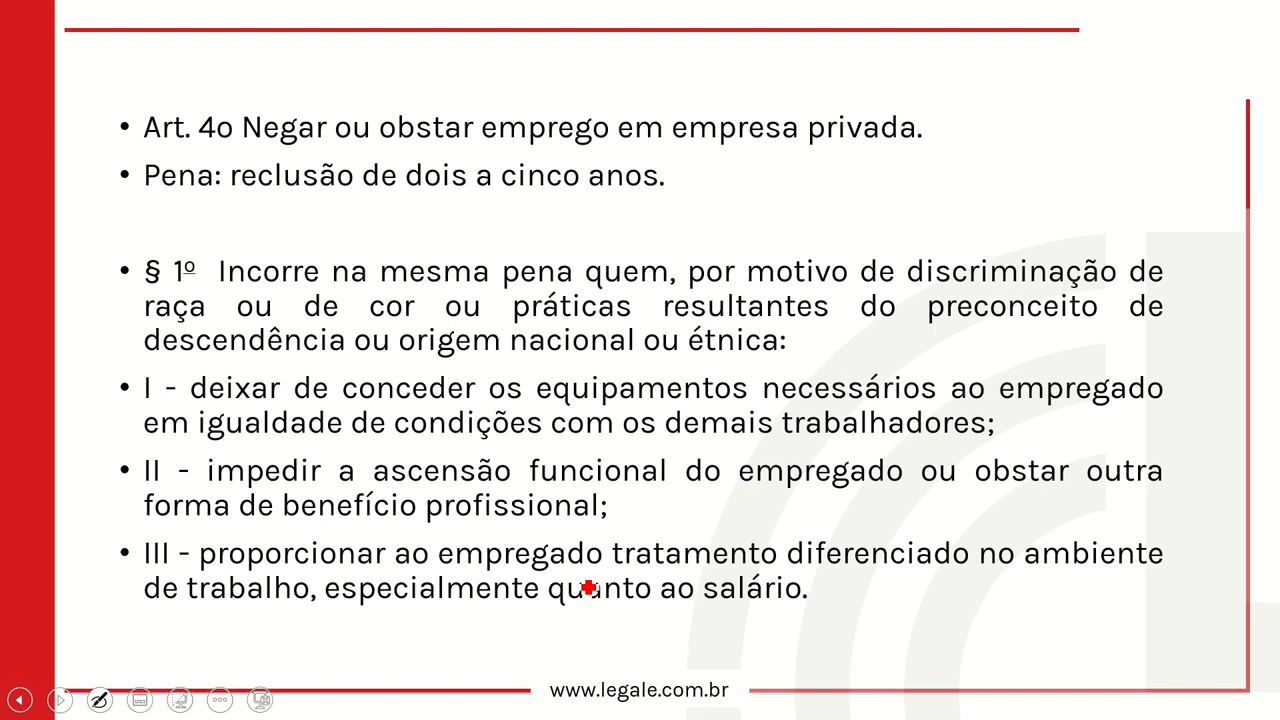 • Art. 4o Negar ou obstar emprego em empresa privada.
• Pena: reclusão de dois a cinco anos.
• § 1º Incorre na mesma pena quem, por motivo de discriminação de
raça ou de cor ou práticas resultantes do preconceito de
descendência ou origem nacional ou étnica:
• I - deixar de conceder os equipamentos necessários ao empregado
em igualdade de condições com os demais trabalhadores;
• II - impedir a ascensão funcional do empregado ou obstar outra
forma de benefício profissional;
• III - proporcionar ao empregado tratamento diferenciado no ambiente
de trabalho, especialmente quanto ao salário.
www.legale.com.br